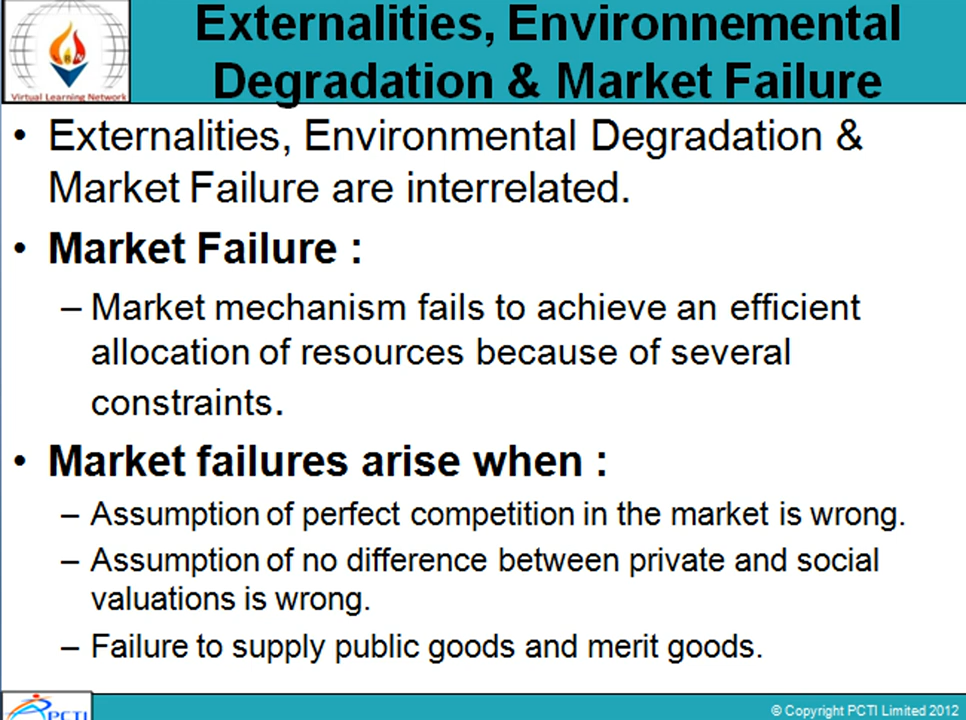 Externalities, Environnemental
Degradation & Market Failure
Virtual Learning Network
• Externalities, Environmental Degradation &
Market Failure are interrelated.
• Market Failure :
– Market mechanism fails to achieve an efficient
allocation of resources because of several
constraints.
• Market failures arise when :
– Assumption of perfect competition in the market is wrong.
– Assumption of no difference between private and social
valuations is wrong.
– Failure to supply public goods and merit goods.
PCTI
© Copyright PCTI Limited 2012